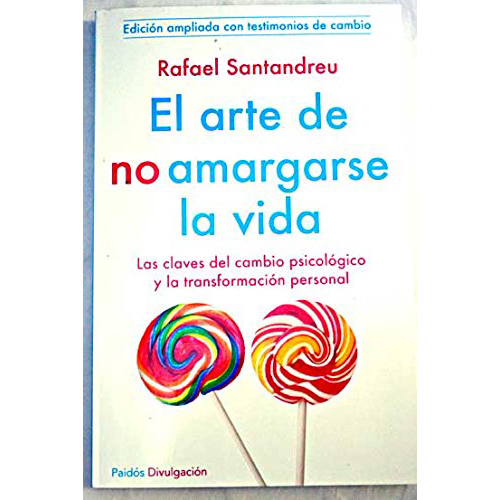 Edición ampliada con testimonios de cambio
Rafael Santandreu
El arte de
no amargarse
la vida
Las claves del cambio psicológico
y la transformación personal
Paidós Divulgación